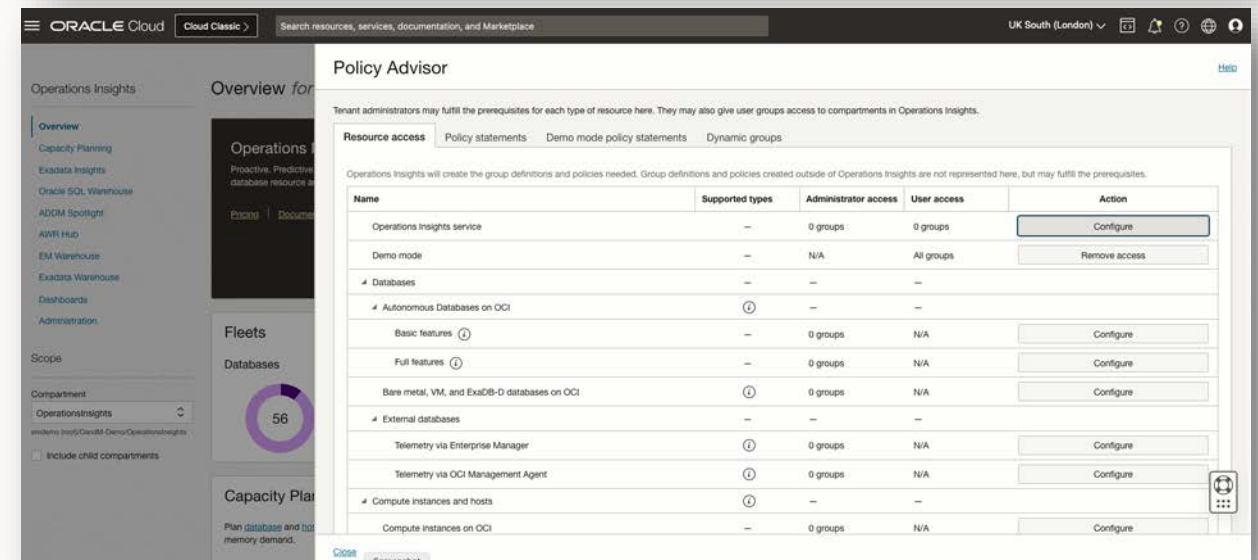 ORACLE Cloud
Cloud Classic >
Search resources, services, documentation, and Marketplace
UK South (London)
Operations Insights
Overview
Capacity Planning
Exadata Insights
Oracle SQL Warehouse
ADDM Spotlight
AWR Hub
EM Warehouse
Exadata Warehouse
Dashboards
Administration
Scope
Compartment
OperationsInsights
Include child compartments
Overview for
Operations I
Proactive. Predictive
database resource a
Pricing | Docume
Fleets
Databases
56
Capacity Plan
Plan database and hos
memory demand.
Policy Advisor
Help
Tenant administrators may fulfill the prerequisites for each type of resource here. They may also give user groups access to compartments in Operations Insights.
Resource access Policy statements Demo mode policy statements Dynamic groups
Operations Insights will create the group definitions and policies needed. Group definitions and policies created outside of Operations Insights are not represented here, but may fulfill the prerequisites.
Name Supported types Administrator access User access Action
Operations Insights service – 0 groups 0 groups Configure
Demo mode – N/A All groups Remove access
Databases – – –
Autonomous Databases on OCI – –
Basic features – 0 groups N/A Configure
Full features – 0 groups N/A Configure
Bare metal, VM, and ExaDB-D databases on OCI 0 groups N/A Configure
External databases – – –
Telemetry via Enterprise Manager 0 groups N/A Configure
Telemetry via OCI Management Agent 0 groups N/A Configure
Compute instances and hosts – –
Compute instances on OCI – 0 groups N/A Configure
Close